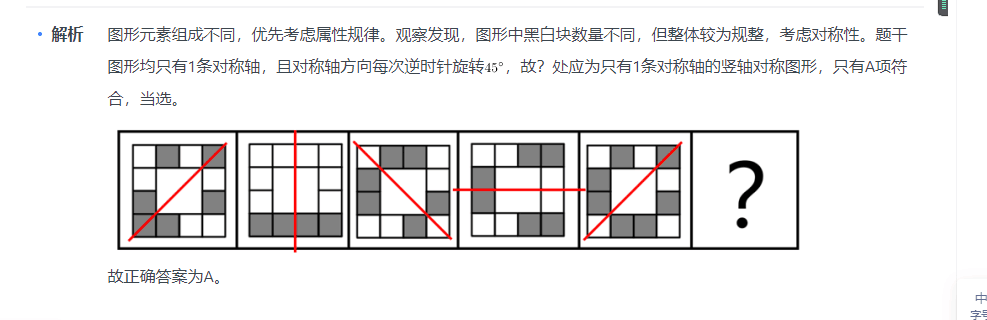 解析 图形元素组成不同，优先考虑属性规律。观察发现，图形中黑白块数量不同，但整体较为规整，考虑对称性。题干
图形均只有1条对称轴，且对称轴方向每次逆时针旋转45°，故？处应为只有1条对称轴的竖轴对称图形，只有A项符
合，当选。
?
故正确答案为A。
中
字号